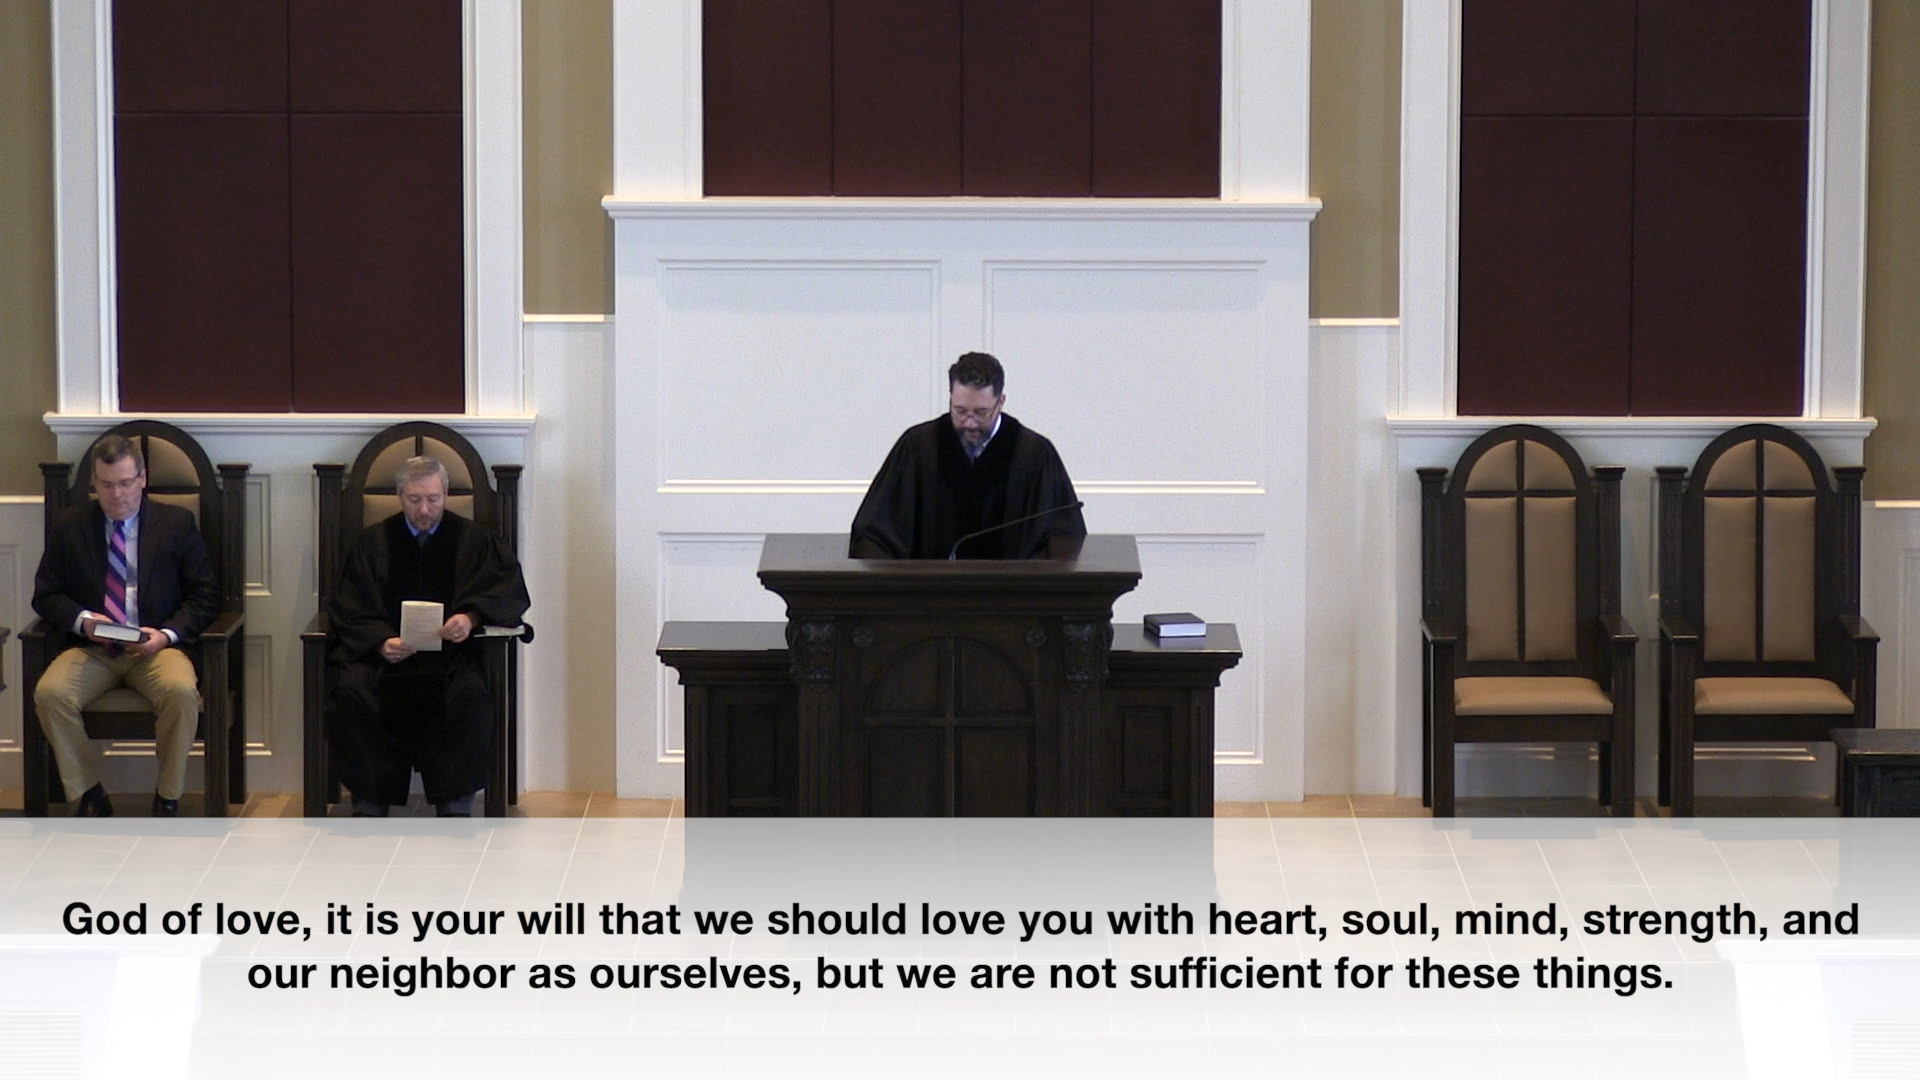 God of love, it is your will that we should love you with heart, soul, mind, strength, and
our neighbor as ourselves, but we are not sufficient for these things.